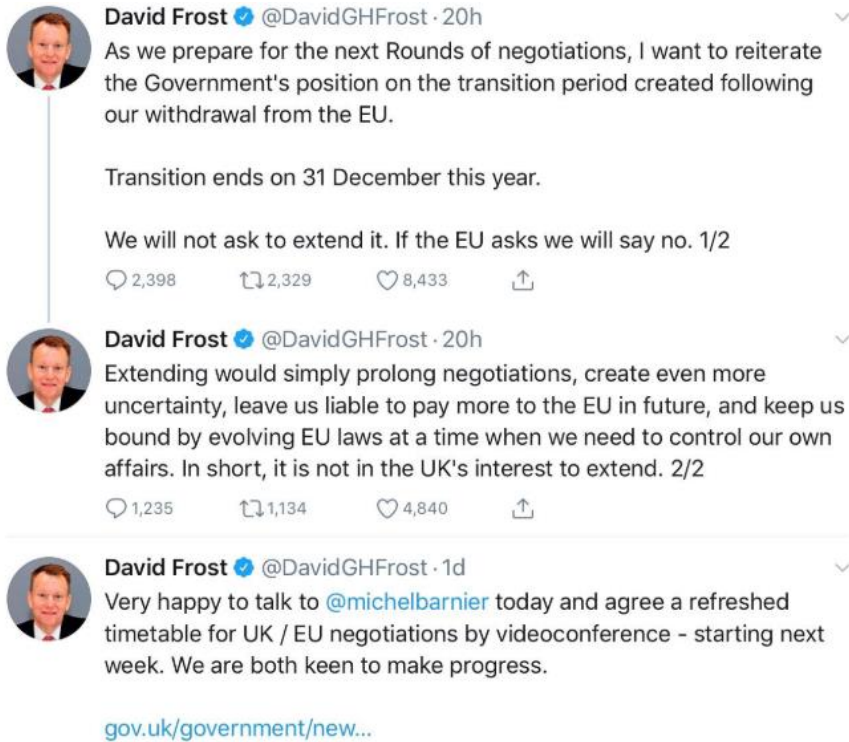 David Frost @DavidGHFrost · 20h
As we prepare for the next Rounds of negotiations, I want to reiterate
the Government's position on the transition period created following
our withdrawal from the EU.
Transition ends on 31 December this year.
We will not ask to extend it. If the EU asks we will say no. 1/2
2,398 2,329 8,433
David Frost @DavidGHFrost · 20h
Extending would simply prolong negotiations, create even more
uncertainty, leave us liable to pay more to the EU in future, and keep us
bound by evolving EU laws at a time when we need to control our own
affairs. In short, it is not in the UK's interest to extend. 2/2
1,235 1,134 4,840
David Frost @DavidGHFrost · 1d
Very happy to talk to @michelbarnier today and agree a refreshed
timetable for UK / EU negotiations by videoconference - starting next
week. We are both keen to make progress.
gov.uk/government/new...